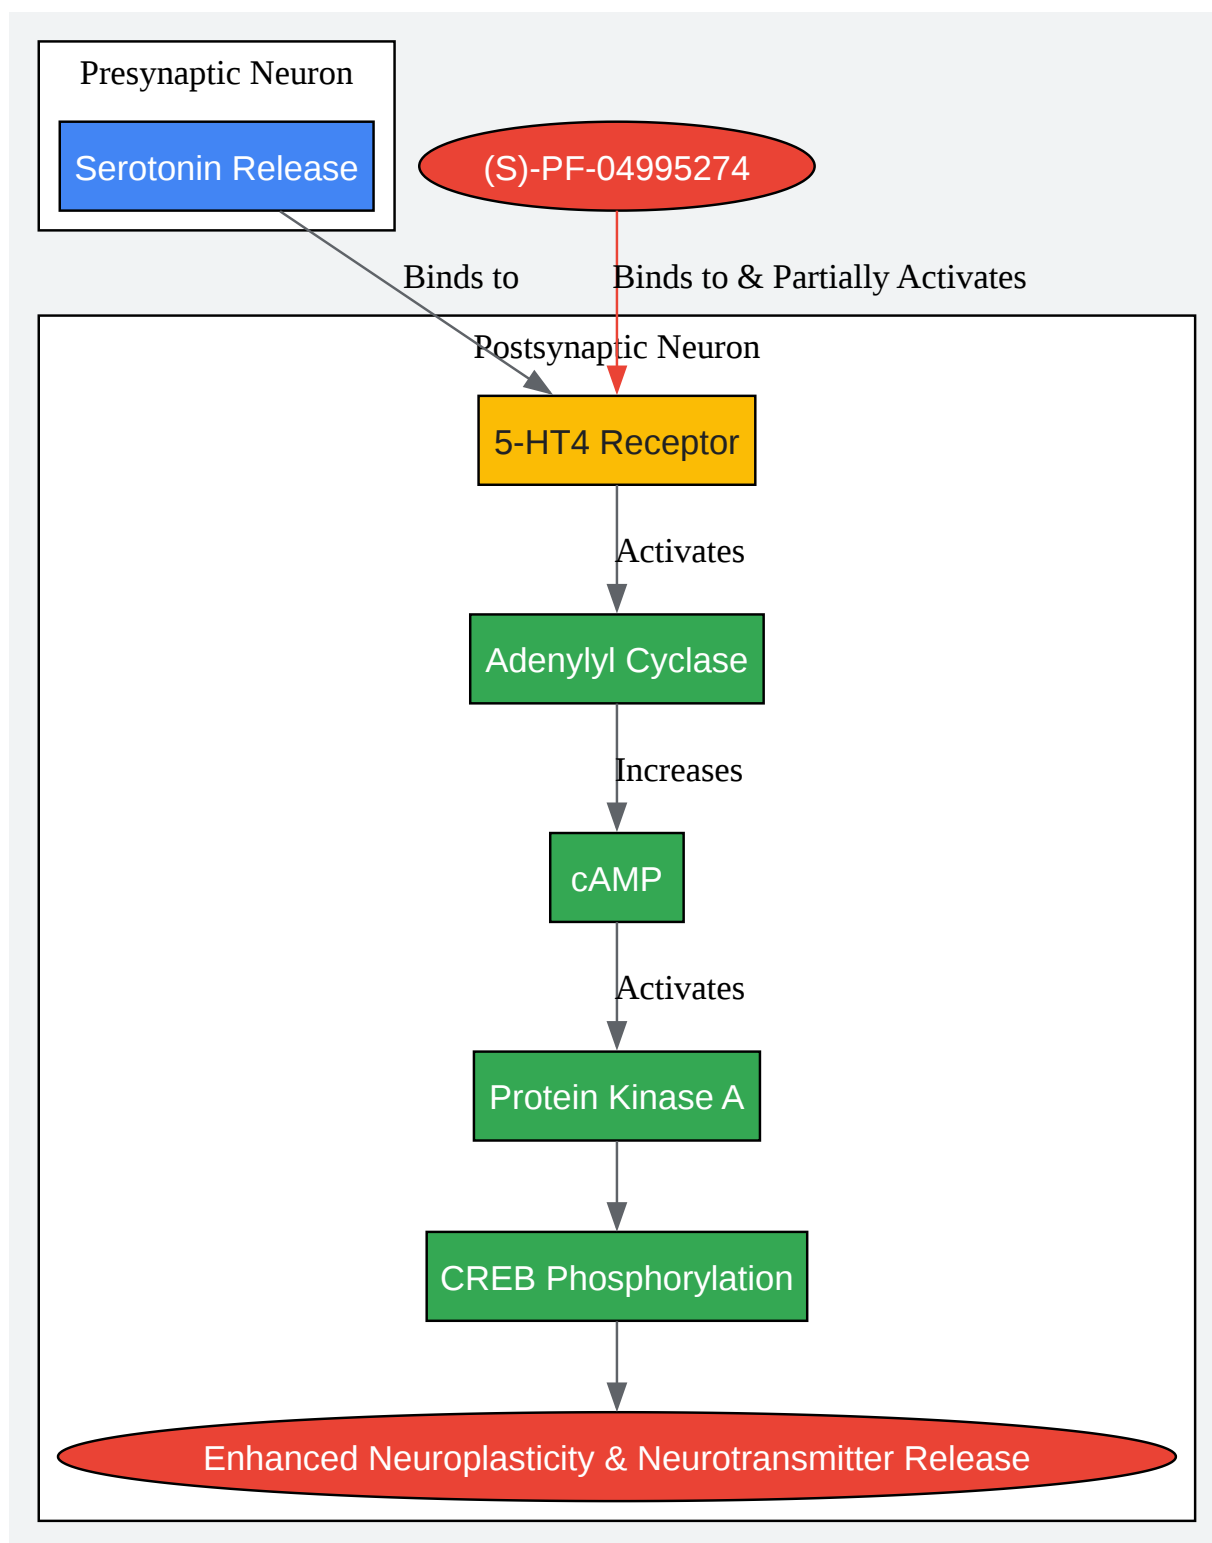 Presynaptic Neuron
Serotonin Release
(S)-PF-04995274
Binds to
Binds to & Partially Activates
Postsynaptic Neuron
5-HT4 Receptor
Activates
Adenylyl Cyclase
Increases
cAMP
Activates
Protein Kinase A
CREB Phosphorylation
Enhanced Neuroplasticity & Neurotransmitter Release